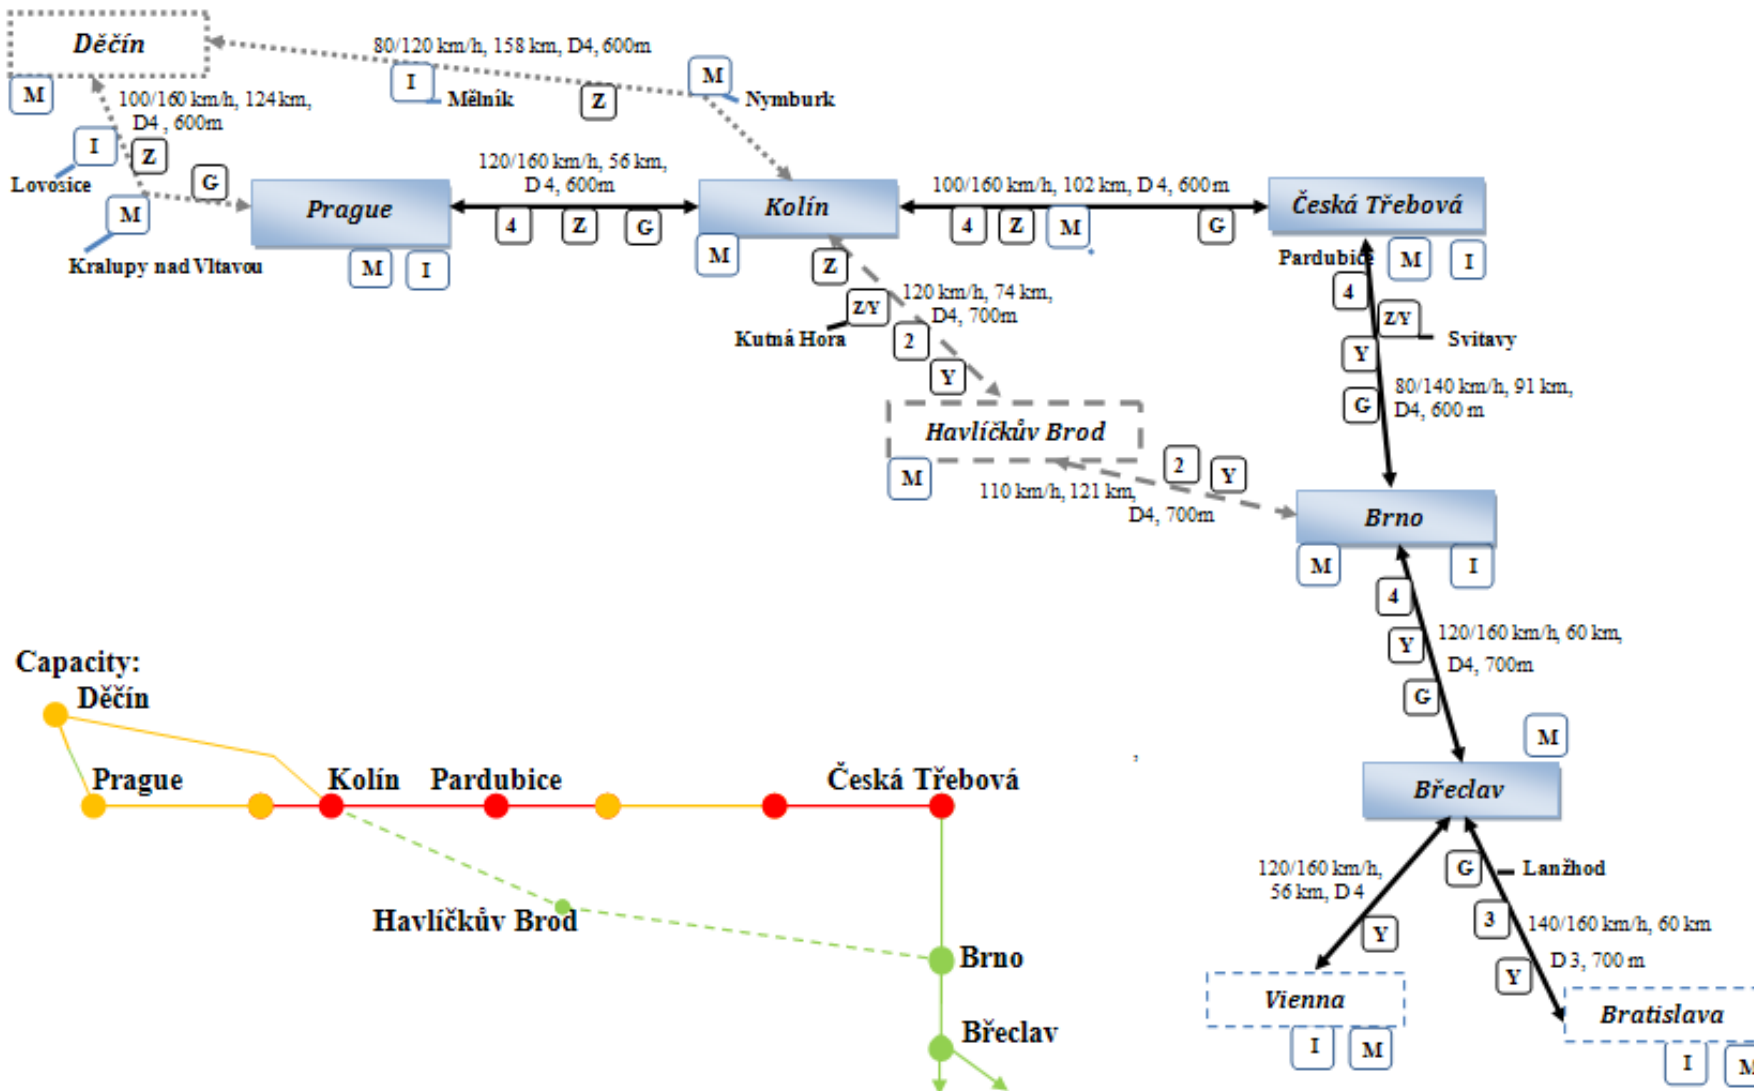 Děčín
M
80/120 km/h, 158 km, D4, 600m
I
Mělník
Z
M
Nymburk
100/160 km/h, 124 km,
D4 , 600m
I
Z
Lovosice
G
M
Kralupy nad Vltavou
Prague
M
I
120/160 km/h, 56 km,
D 4, 600m
4
Z
G
Kolín
M
100/160 km/h, 102 km, D 4, 600 m
4
Z
M
G
Česká Třebová
Pardubice
M
I
Z
Z/Y
Kutná Hora
120 km/h, 74 km,
D4, 700m
2
Y
4
Z/Y
Svitavy
Y
G
80/140 km/h, 91 km,
D4, 600 m
Havlíčkův Brod
M
2
Y
110 km/h, 121 km,
D4, 700m
Brno
M
I
4
Y
G
120/160 km/h, 60 km,
D4, 700m
M
Břeclav
120/160 km/h,
56 km, D 4
Y
G
Lanžhod
3
140/160 km/h, 60 km
D 3, 700 m
Y
Vienna
I
M
Bratislava
I
M
Capacity:
Děčín
Prague
Kolín
Pardubice
Česká Třebová
Havlíčkův Brod
Brno
Břeclav